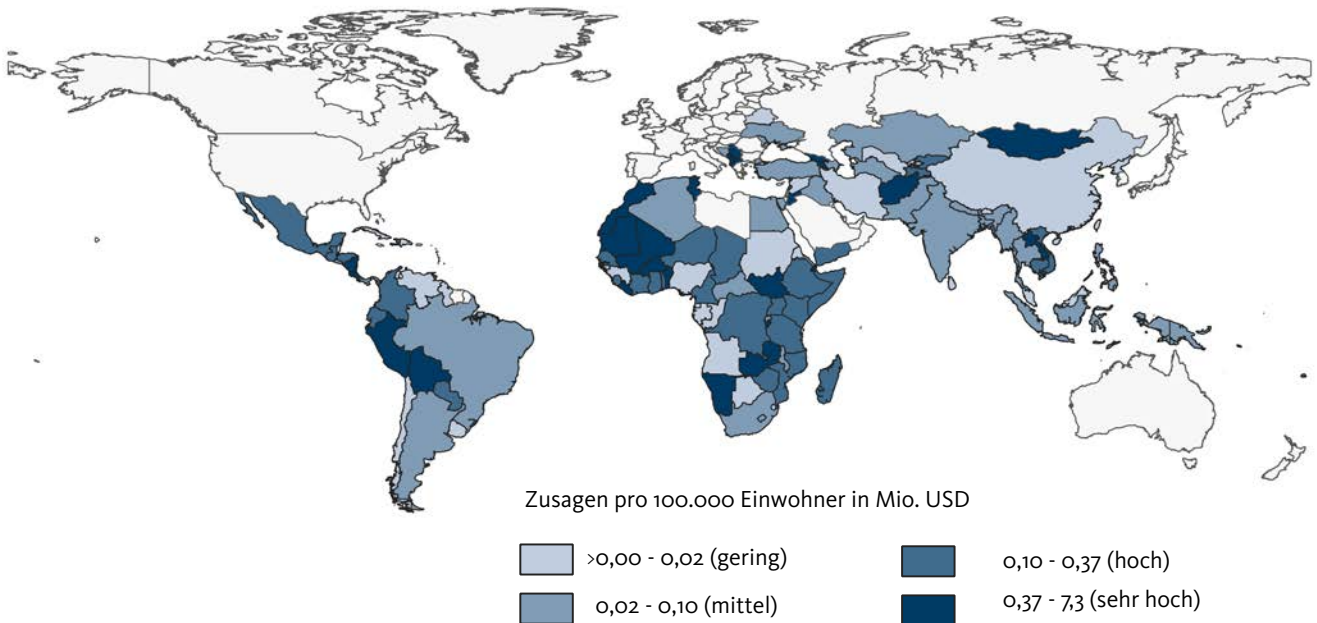 Zusagen pro 100.000 Einwohner in Mio. USD
>0,00 - 0,02 (gering)
0,10 - 0,37 (hoch)
0,02 - 0,10 (mittel)
0,37 - 7,3 (sehr hoch)